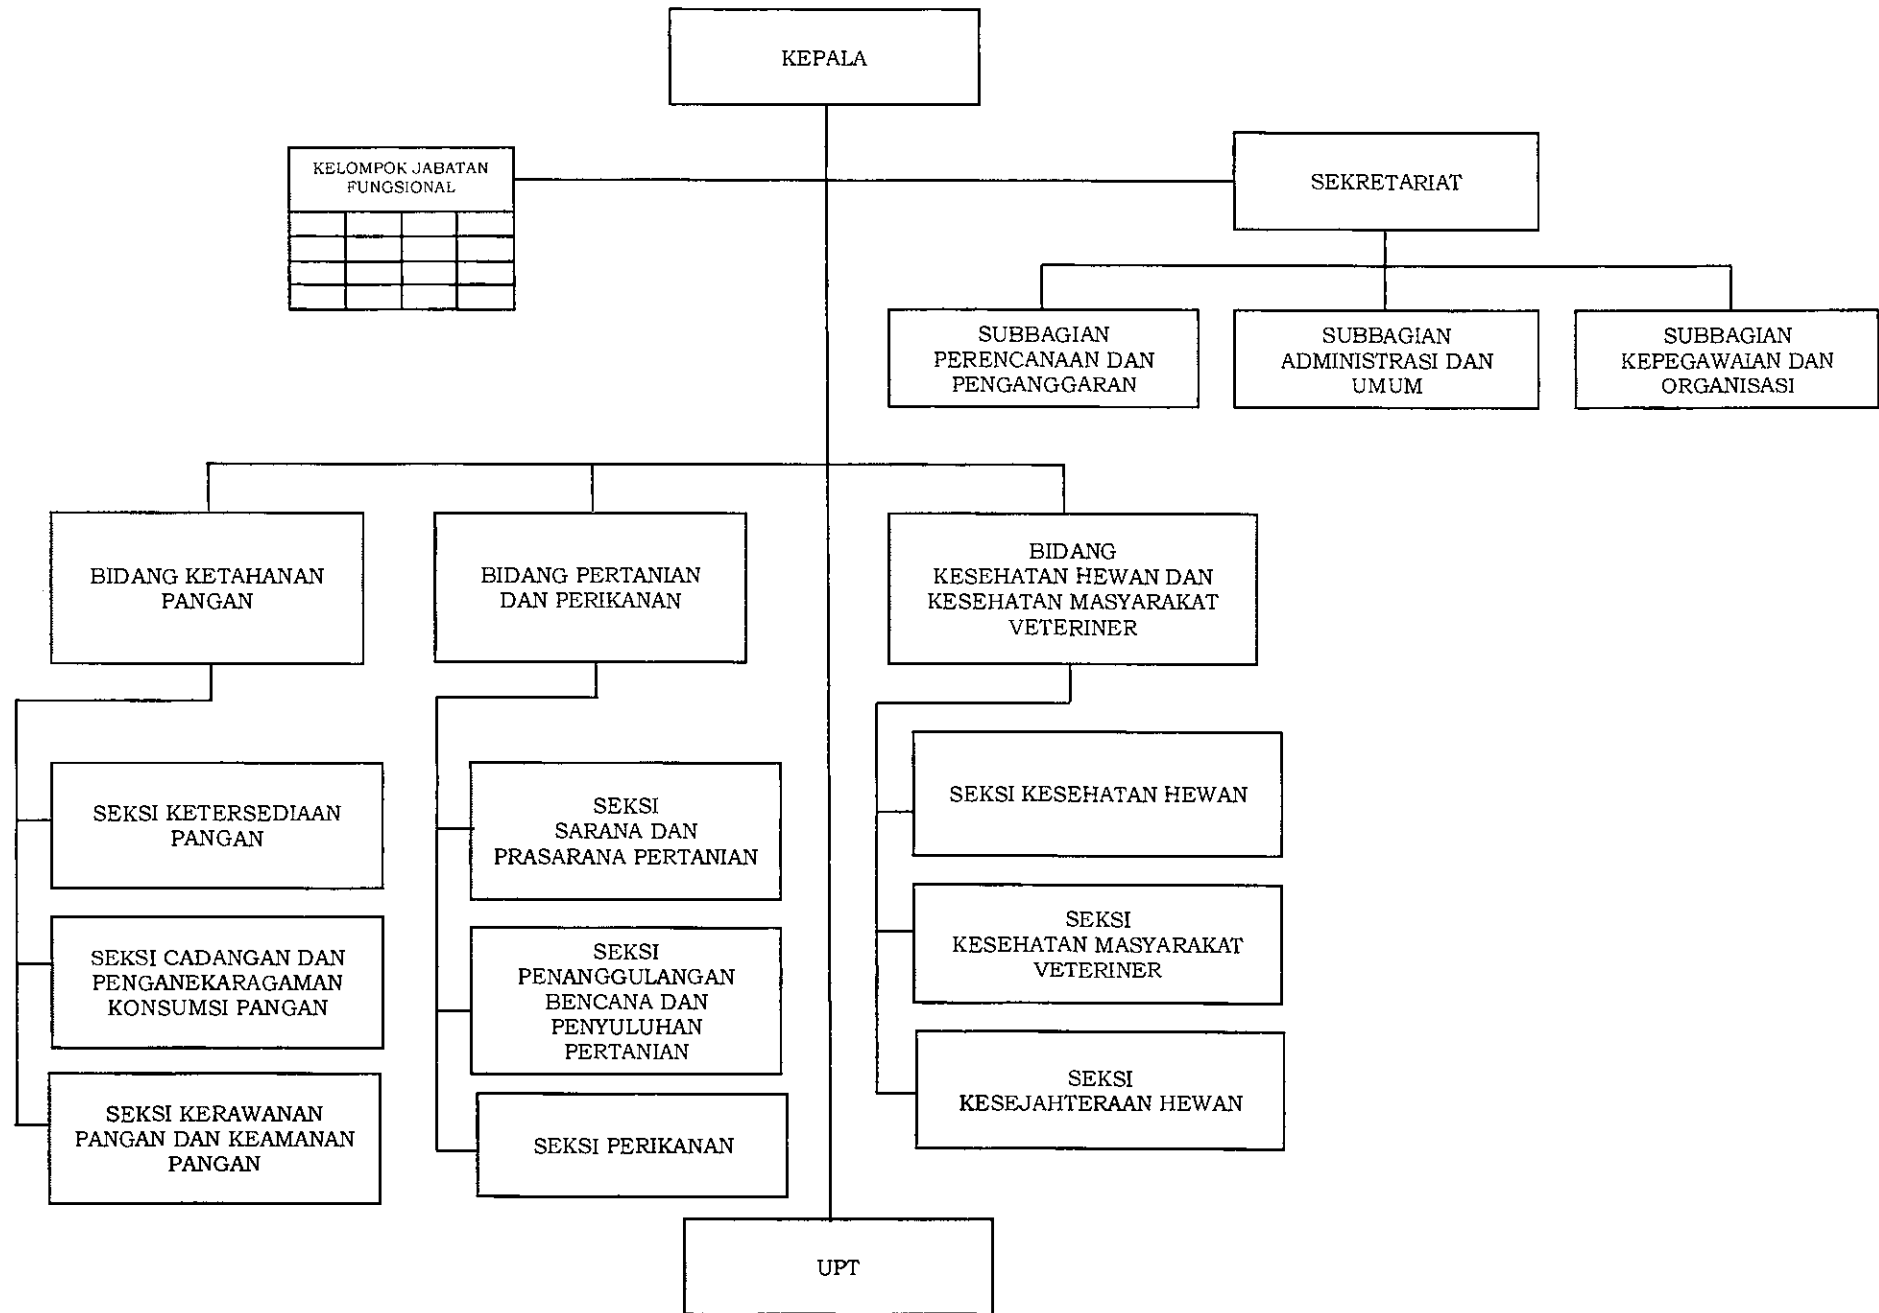 KEPALA
KELOMPOK JABATAN
FUNGSIONAL
SEKRETARIAT
SUBBAGIAN
PERENCANAAN DAN
PENGANGGARAN
SUBBAGIAN
ADMINISTRASI DAN
UMUM
SUBBAGIAN
KEPEGAWAIAN DAN
ORGANISASI
BIDANG KETAHANAN
PANGAN
BIDANG PERTANIAN
DAN PERIKANAN
BIDANG
KESEHATAN HEWAN DAN
KESEHATAN MASYARAKAT
VETERINER
SEKSI KETERSEDIAAN
PANGAN
SEKSI CADANGAN DAN
PENGANEKARAGAMAN
KONSUMSI PANGAN
SEKSI KERAWANAN
PANGAN DAN KEAMANAN
PANGAN
SEKSI
SARANA DAN
PRASARANA PERTANIAN
SEKSI
PENANGGULANGAN
BENCANA DAN
PENYULUHAN
PERTANIAN
SEKSI PERIKANAN
SEKSI KESEHATAN HEWAN
SEKSI
KESEHATAN MASYARAKAT
VETERINER
SEKSI
KESEJAHTERAAN HEWAN
UPT